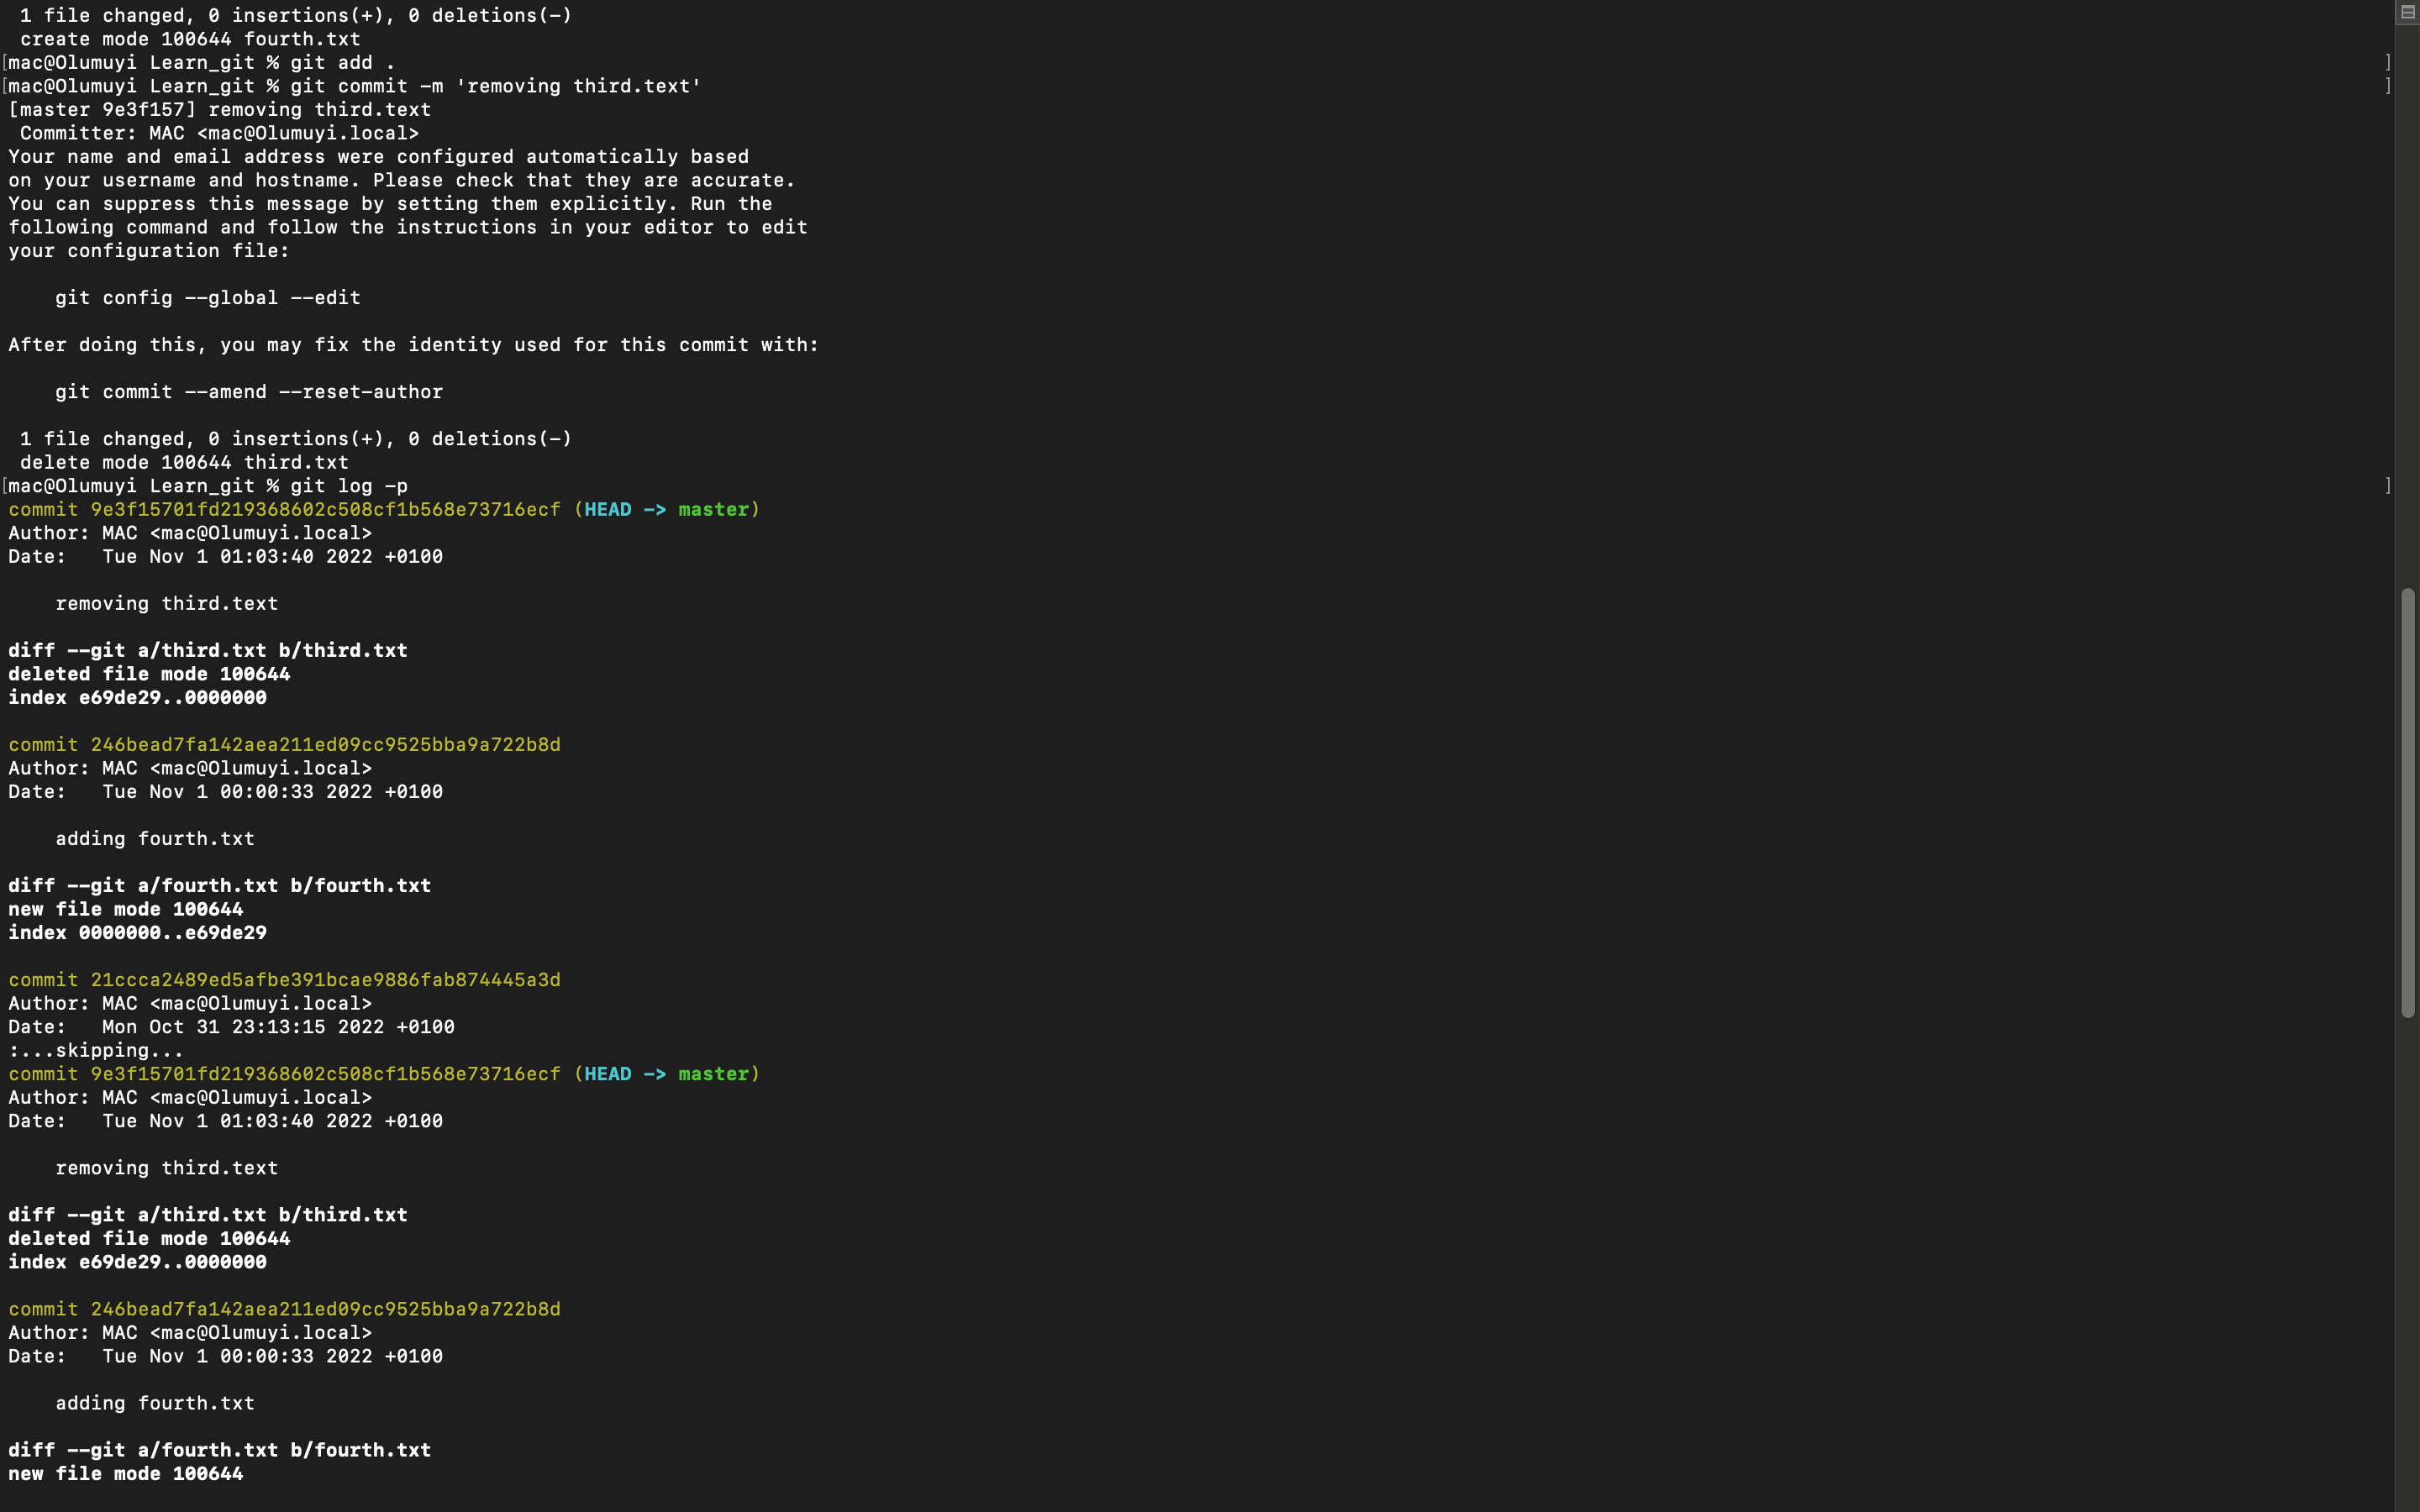 1 file changed, 0 insertions(+), 0 deletions(-)
create mode 100644 fourth.txt
[mac@Olumuyi Learn_git % git add . ]
[mac@Olumuyi Learn_git % git commit -m 'removing third.text' ]
[master 9e3f157] removing third.text
Committer: MAC <mac@Olumuyi.local>
Your name and email address were configured automatically based
on your username and hostname. Please check that they are accurate.
You can suppress this message by setting them explicitly. Run the
following command and follow the instructions in your editor to edit
your configuration file:
git config --global --edit
After doing this, you may fix the identity used for this commit with:
git commit --amend --reset-author
1 file changed, 0 insertions(+), 0 deletions(-)
delete mode 100644 third.txt
[mac@Olumuyi Learn_git % git log -p ]
commit 9e3f15701fd219368602c508cf1b568e73716ecf (HEAD -> master)
Author: MAC <mac@Olumuyi.local>
Date:   Tue Nov 1 01:03:40 2022 +0100
removing third.text
diff --git a/third.txt b/third.txt
deleted file mode 100644
index e69de29..0000000
commit 246bead7fa142aea211ed09cc9525bba9a722b8d
Author: MAC <mac@Olumuyi.local>
Date:   Tue Nov 1 00:00:33 2022 +0100
adding fourth.txt
diff --git a/fourth.txt b/fourth.txt
new file mode 100644
index 0000000..e69de29
commit 21ccca2489ed5afbe391bcae9886fab874445a3d
Author: MAC <mac@Olumuyi.local>
Date:   Mon Oct 31 23:13:15 2022 +0100
:...skipping...
commit 9e3f15701fd219368602c508cf1b568e73716ecf (HEAD -> master)
Author: MAC <mac@Olumuyi.local>
Date:   Tue Nov 1 01:03:40 2022 +0100
removing third.text
diff --git a/third.txt b/third.txt
deleted file mode 100644
index e69de29..0000000
commit 246bead7fa142aea211ed09cc9525bba9a722b8d
Author: MAC <mac@Olumuyi.local>
Date:   Tue Nov 1 00:00:33 2022 +0100
adding fourth.txt
diff --git a/fourth.txt b/fourth.txt
new file mode 100644